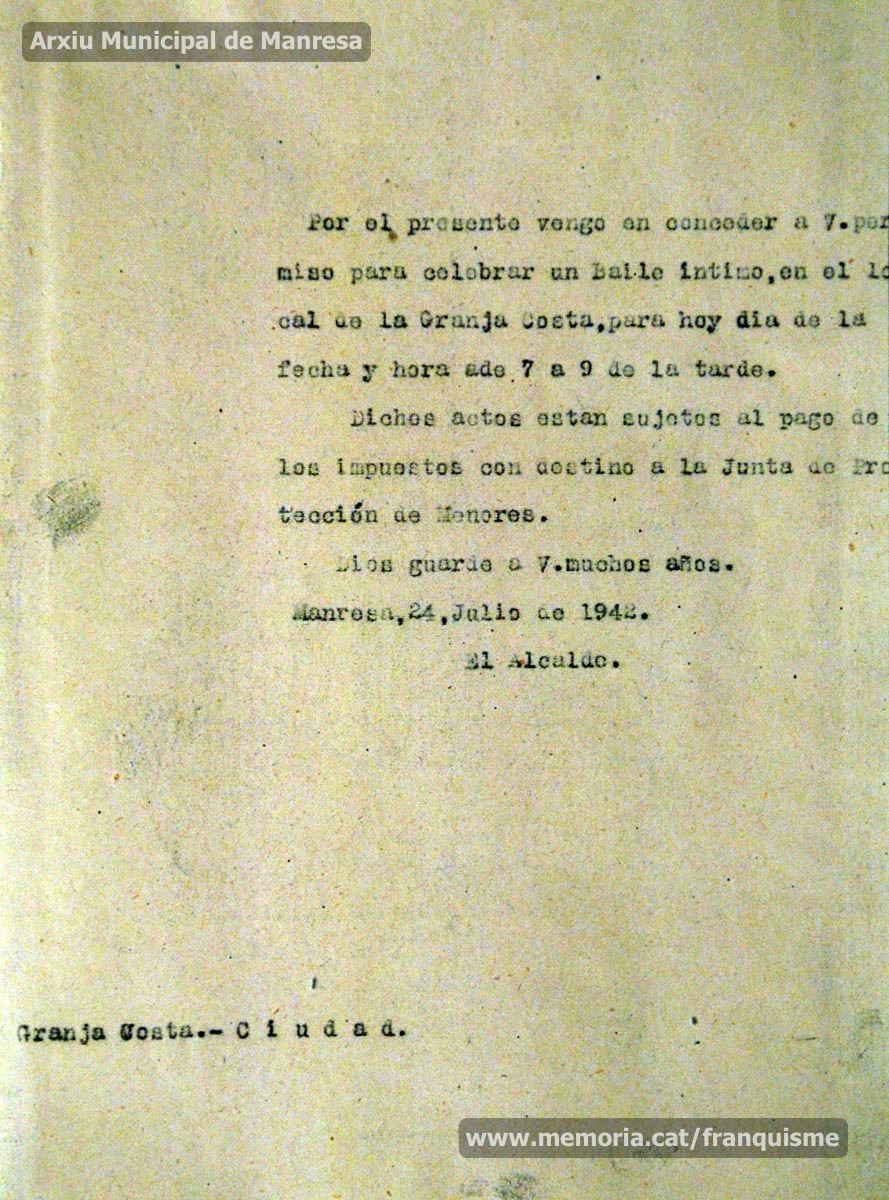 Arxiu Municipal de Manresa
Por el presente vengo en conceder a V.per
miso para celebrar un Baile intimo,en el lo
cal de la Granja Costa,para hoy dia de la
fecha y hora ade 7 a 9 de la tarde.
Dichos actos estan sujetos al pago de
los impuestos con destino a la Junta de Pro
tección de Menores.
Dios guarde a V.muchos años.
Manresa,24,Julio de 1942.
El Alcalde.
Granja Costa.- C i u d a d.
www.memoria.cat/franquisme